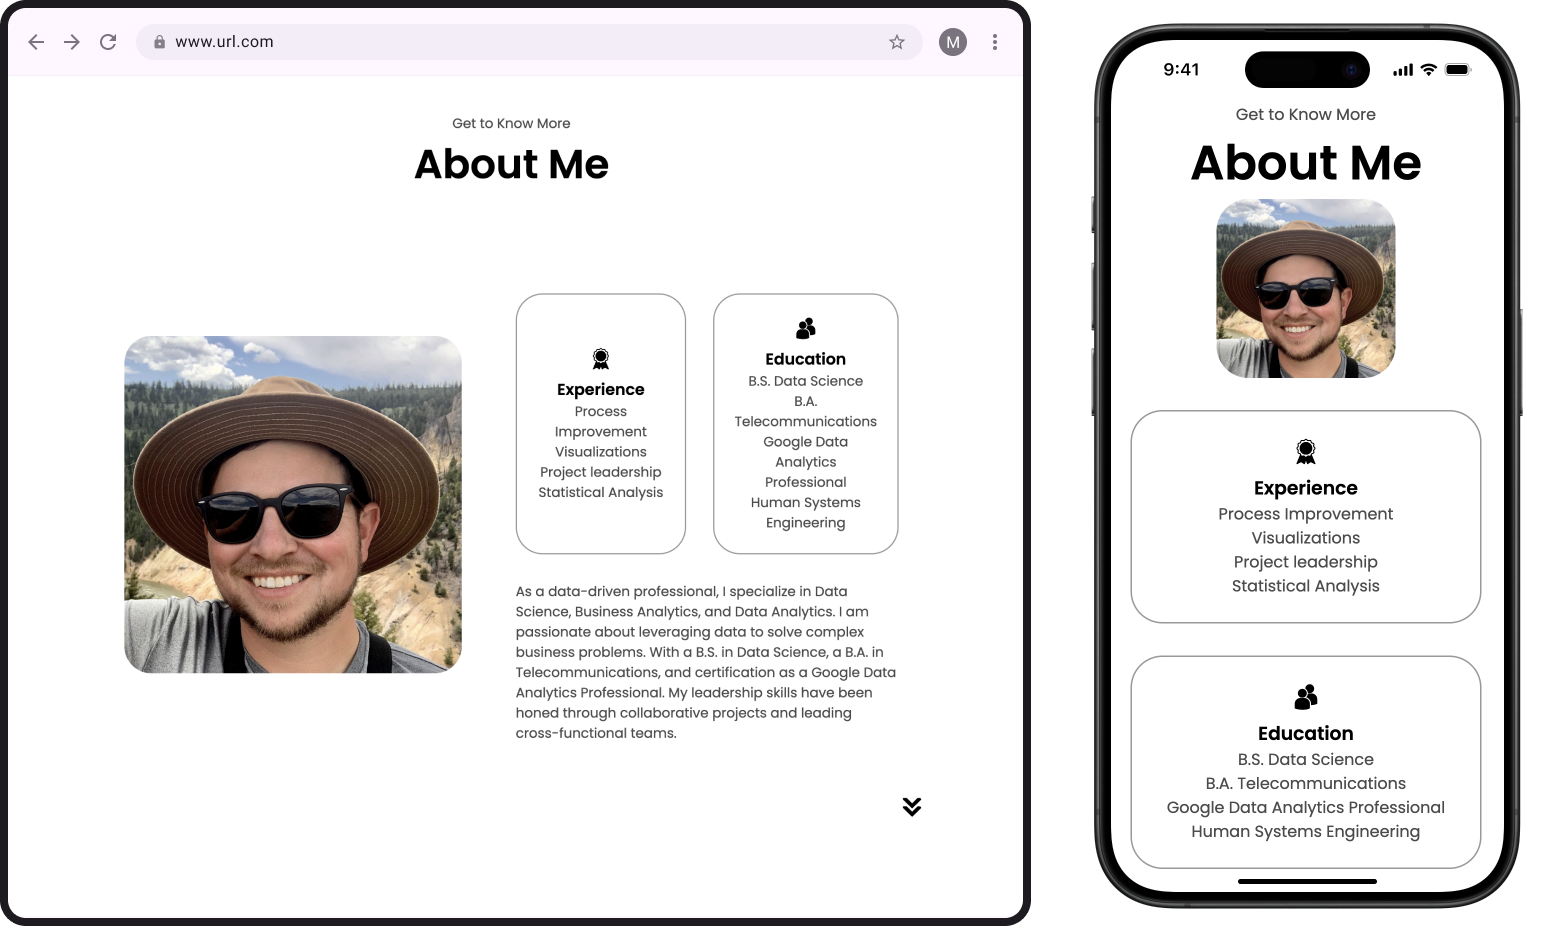 www.url.com
M
Get to Know More
About Me
Experience
Process
Improvement
Visualizations
Project leadership
Statistical Analysis
Education
B.S. Data Science
B.A.
Telecommunications
Google Data
Analytics
Professional
Human Systems
Engineering
As a data-driven professional, I specialize in Data
Science, Business Analytics, and Data Analytics. I am
passionate about leveraging data to solve complex
business problems. With a B.S. in Data Science, a B.A. in
Telecommunications, and certification as a Google Data
Analytics Professional. My leadership skills have been
honed through collaborative projects and leading
cross-functional teams.
9:41
Get to Know More
About Me
Experience
Process Improvement
Visualizations
Project leadership
Statistical Analysis
Education
B.S. Data Science
B.A. Telecommunications
Google Data Analytics Professional
Human Systems Engineering